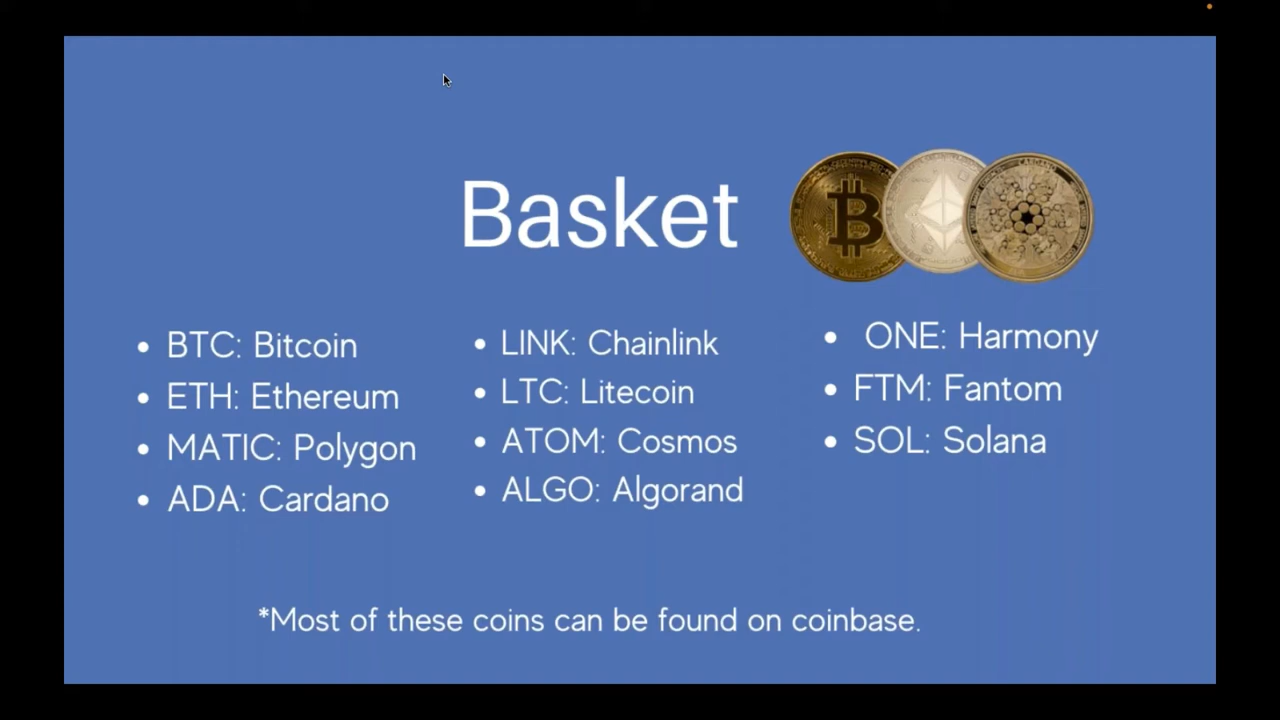 Basket
• BTC: Bitcoin
• ETH: Ethereum
• MATIC: Polygon
• ADA: Cardano
• LINK: Chainlink
• LTC: Litecoin
• ATOM: Cosmos
• ALGO: Algorand
• ONE: Harmony
• FTM: Fantom
• SOL: Solana
*Most of these coins can be found on coinbase.